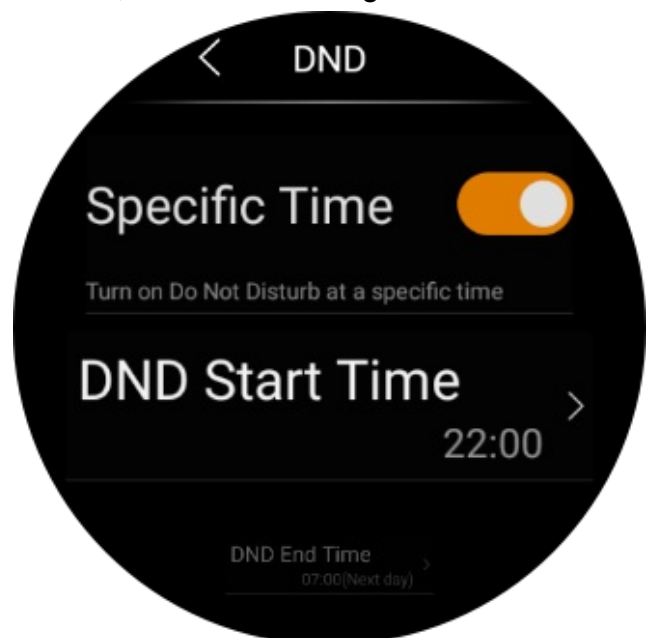 DND
Specific Time
Turn on Do Not Disturb at a specific time
DND Start Time
22:00
DND End Time
07:00(Next day)